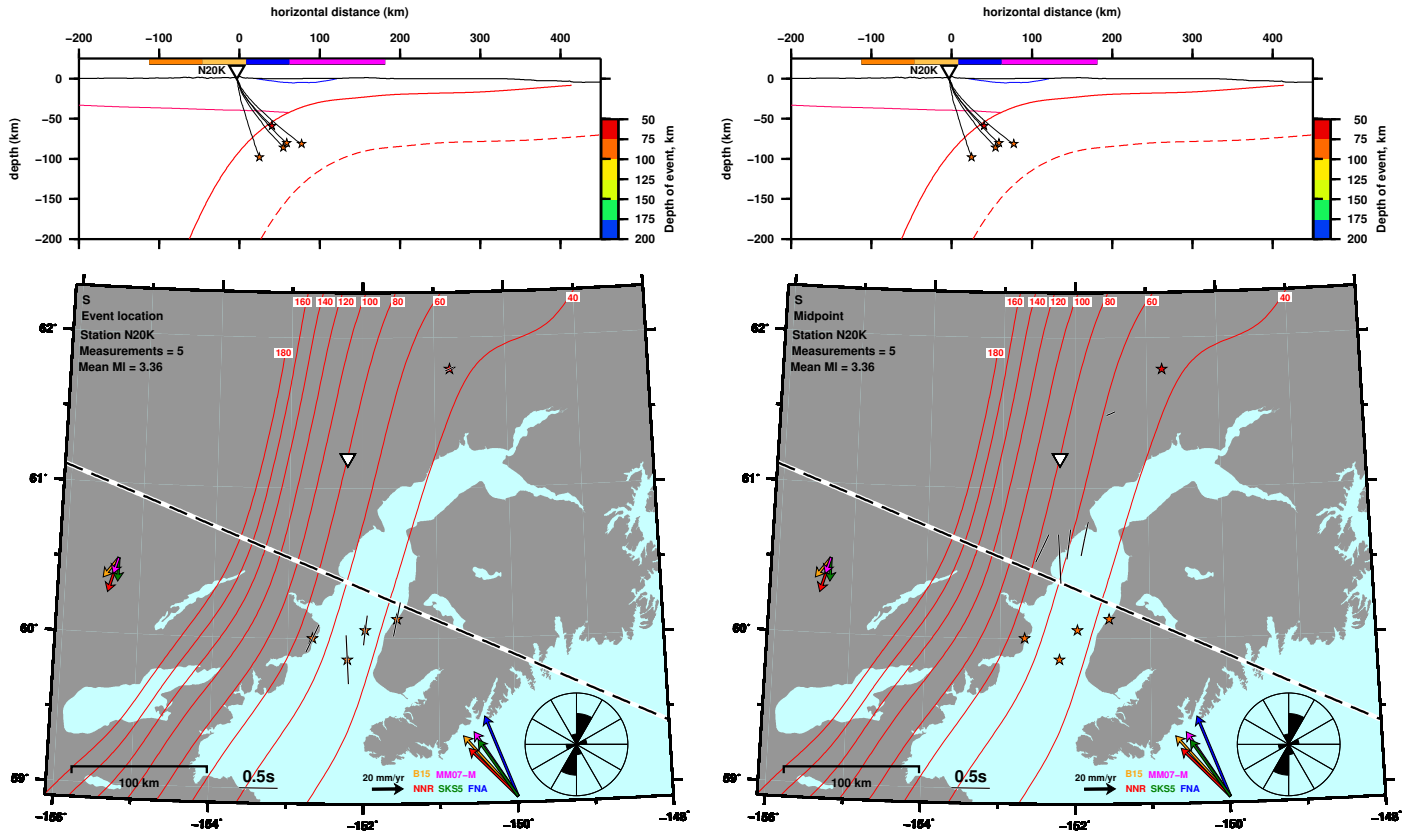 horizontal distance (km)
−200 −100 0 100 200 300 400
N20K
0
−50
−100
−150
−200
depth (km)
50
75
100
125
150
175
200
Depth of event, km
S
Event location
Station N20K
Measurements = 5
Mean Ml = 3.36
160 140 120 100 80 60 40
180
62°
61°
60°
59°
100 km
0.5s
20 mm/yr
B15 MM07−M
NNR SKS5 FNA
−156° −154° −152° −150° −148°
horizontal distance (km)
−200 −100 0 100 200 300 400
N20K
0
−50
−100
−150
−200
depth (km)
50
75
100
125
150
175
200
Depth of event, km
S
Midpoint
Station N20K
Measurements = 5
Mean Ml = 3.36
160 140 120 100 80 60 40
180
62°
61°
60°
59°
100 km
0.5s
20 mm/yr
B15 MM07−M
NNR SKS5 FNA
−156° −154° −152° −150° −148°